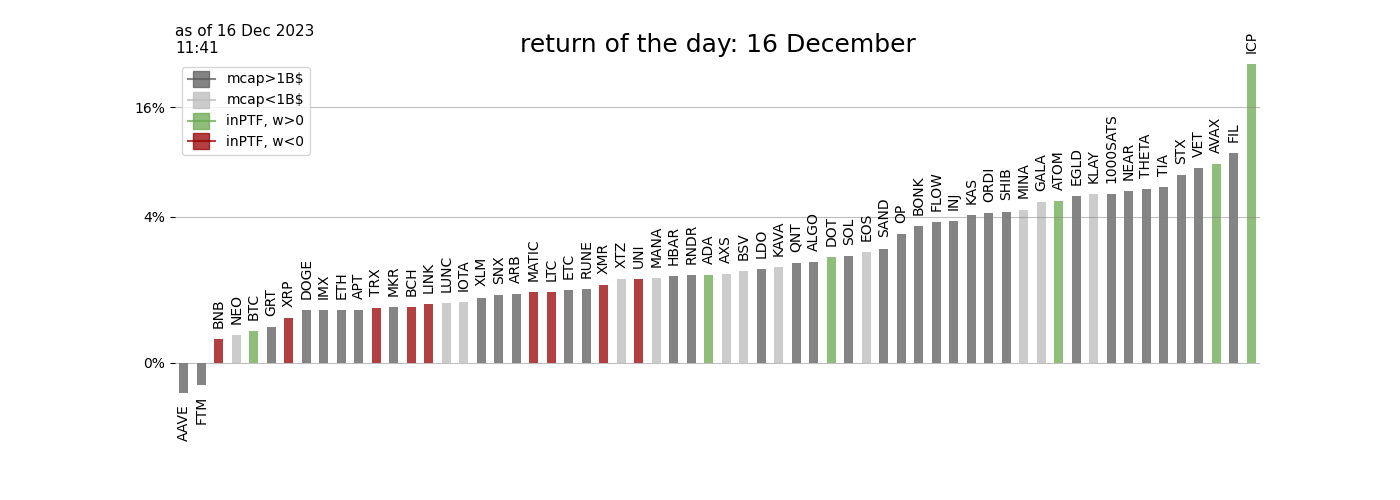 as of 16 Dec 2023
11:41
return of the day: 16 December
mcap>1B$
mcap<1B$
inPTF, w>0
inPTF, w<0
16%
4%
0%
AAVE
FTM
BNB
NEO
BTC
GRT
XRP
DOGE
IMX
ETH
APT
TRX
MKR
BCH
LINK
LUNC
IOTA
XLM
SNX
ARB
MATIC
LTC
ETC
RUNE
XMR
XTZ
UNI
MANA
HBAR
RNDR
ADA
AXS
BSV
LDO
KAVA
QNT
ALGO
DOT
SOL
EOS
SAND
OP
BONK
FLOW
INJ
KAS
ORDI
SHIB
MINA
GALA
ATOM
EGLD
KLAY
1000SATS
NEAR
THETA
TIA
STX
VET
AVAX
FIL
ICP